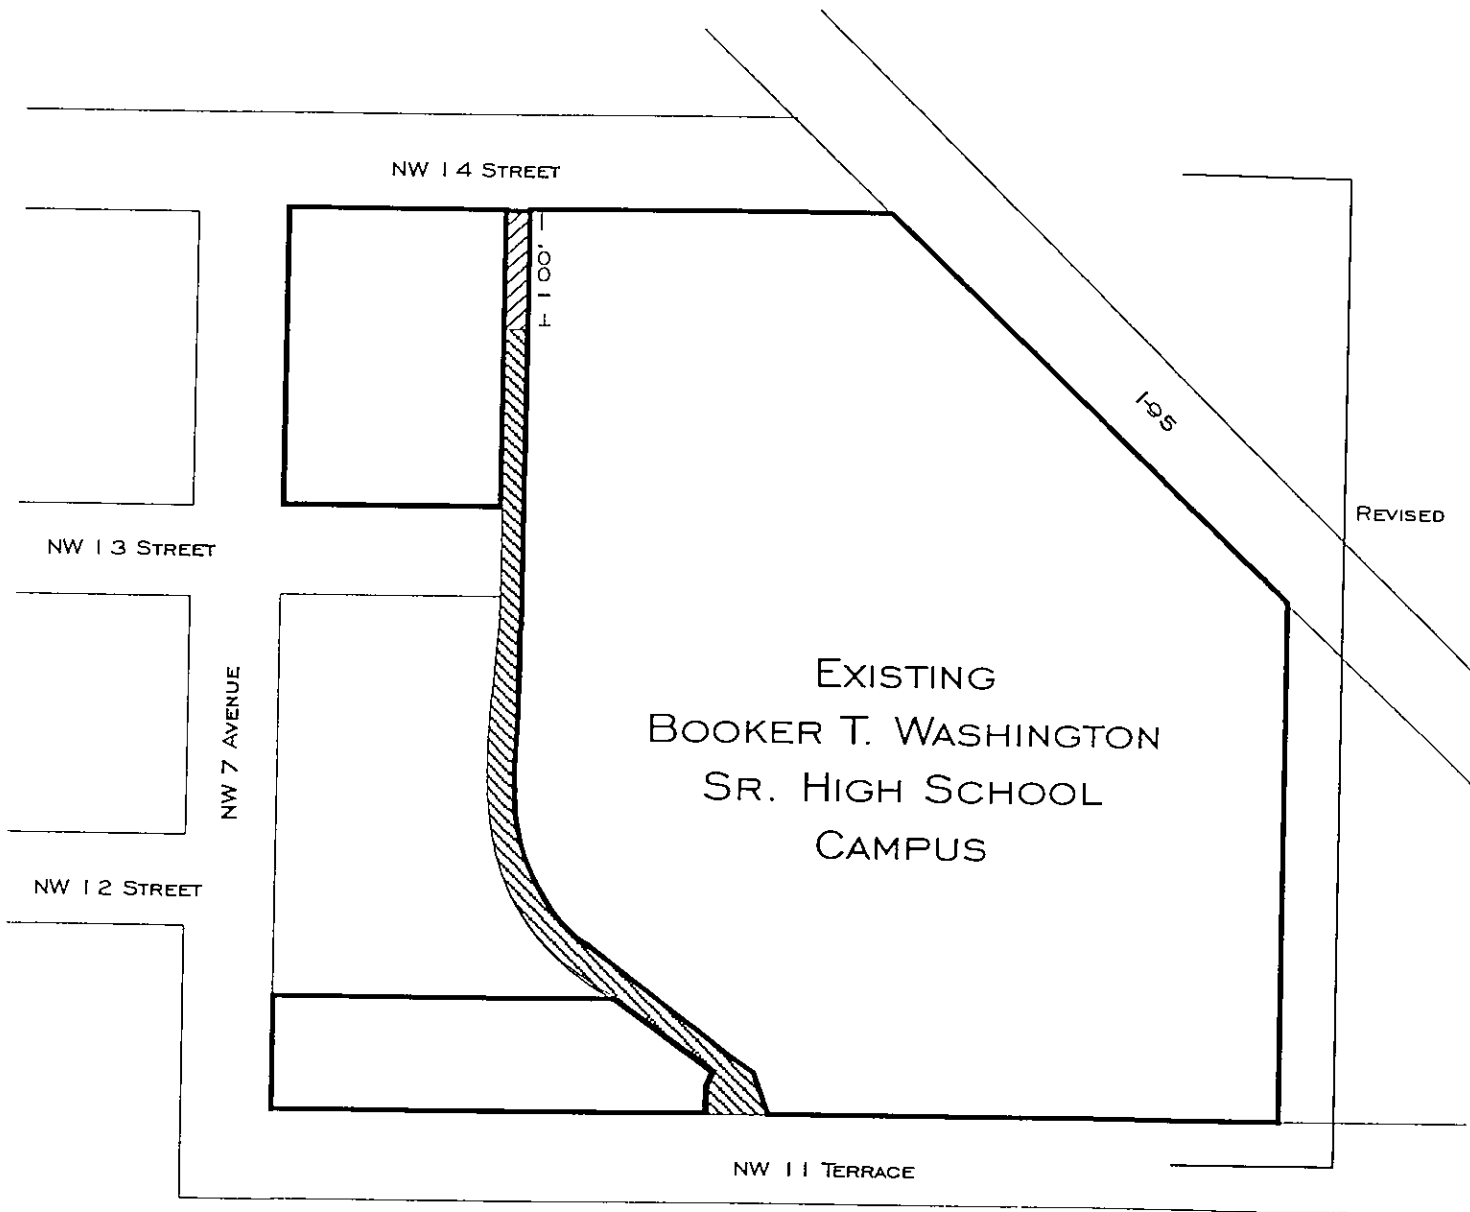 NW 14 STREET
100'
I-95
REVISED
NW 13 STREET
EXISTING
BOOKER T. WASHINGTON
SR. HIGH SCHOOL
CAMPUS
NW 7 AVENUE
NW 12 STREET
NW 11 TERRACE